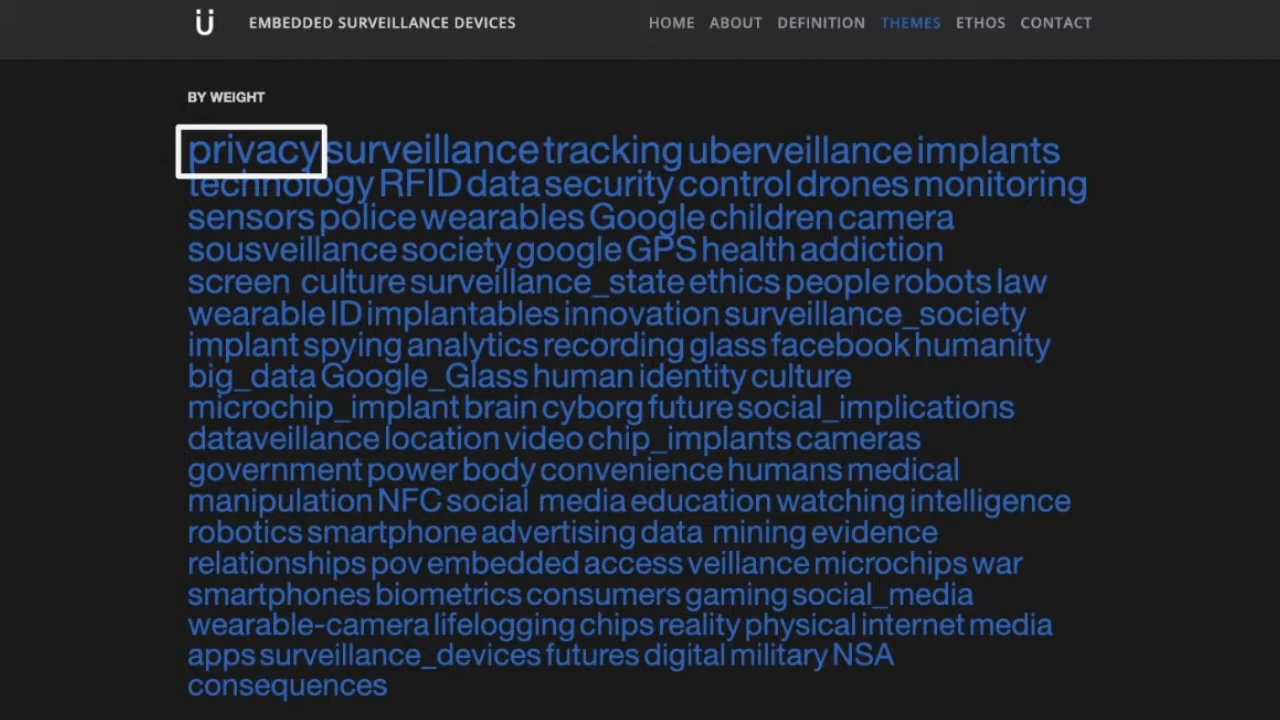 Ü EMBEDDED SURVEILLANCE DEVICES HOME ABOUT DEFINITION THEMES ETHOS CONTACT
BY WEIGHT
privacy surveillance tracking uberveillance implants
technology RFID data security control drones monitoring
sensors police wearables Google children camera
sousveillance society google GPS health addiction
screen culture surveillance_state ethics people robots law
wearable ID implantables innovation surveillance_society
implant spying analytics recording glass facebook humanity
big_data Google_Glass human identity culture
microchip_implant brain cyborg future social_implications
dataveillance location video chip_implants cameras
government power body convenience humans medical
manipulation NFC social media education watching intelligence
robotics smartphone advertising data mining evidence
relationships pov embedded access veillance microchips war
smartphones biometrics consumers gaming social_media
wearable-camera lifelogging chips reality physical internet media
apps surveillance_devices futures digital military NSA
consequences